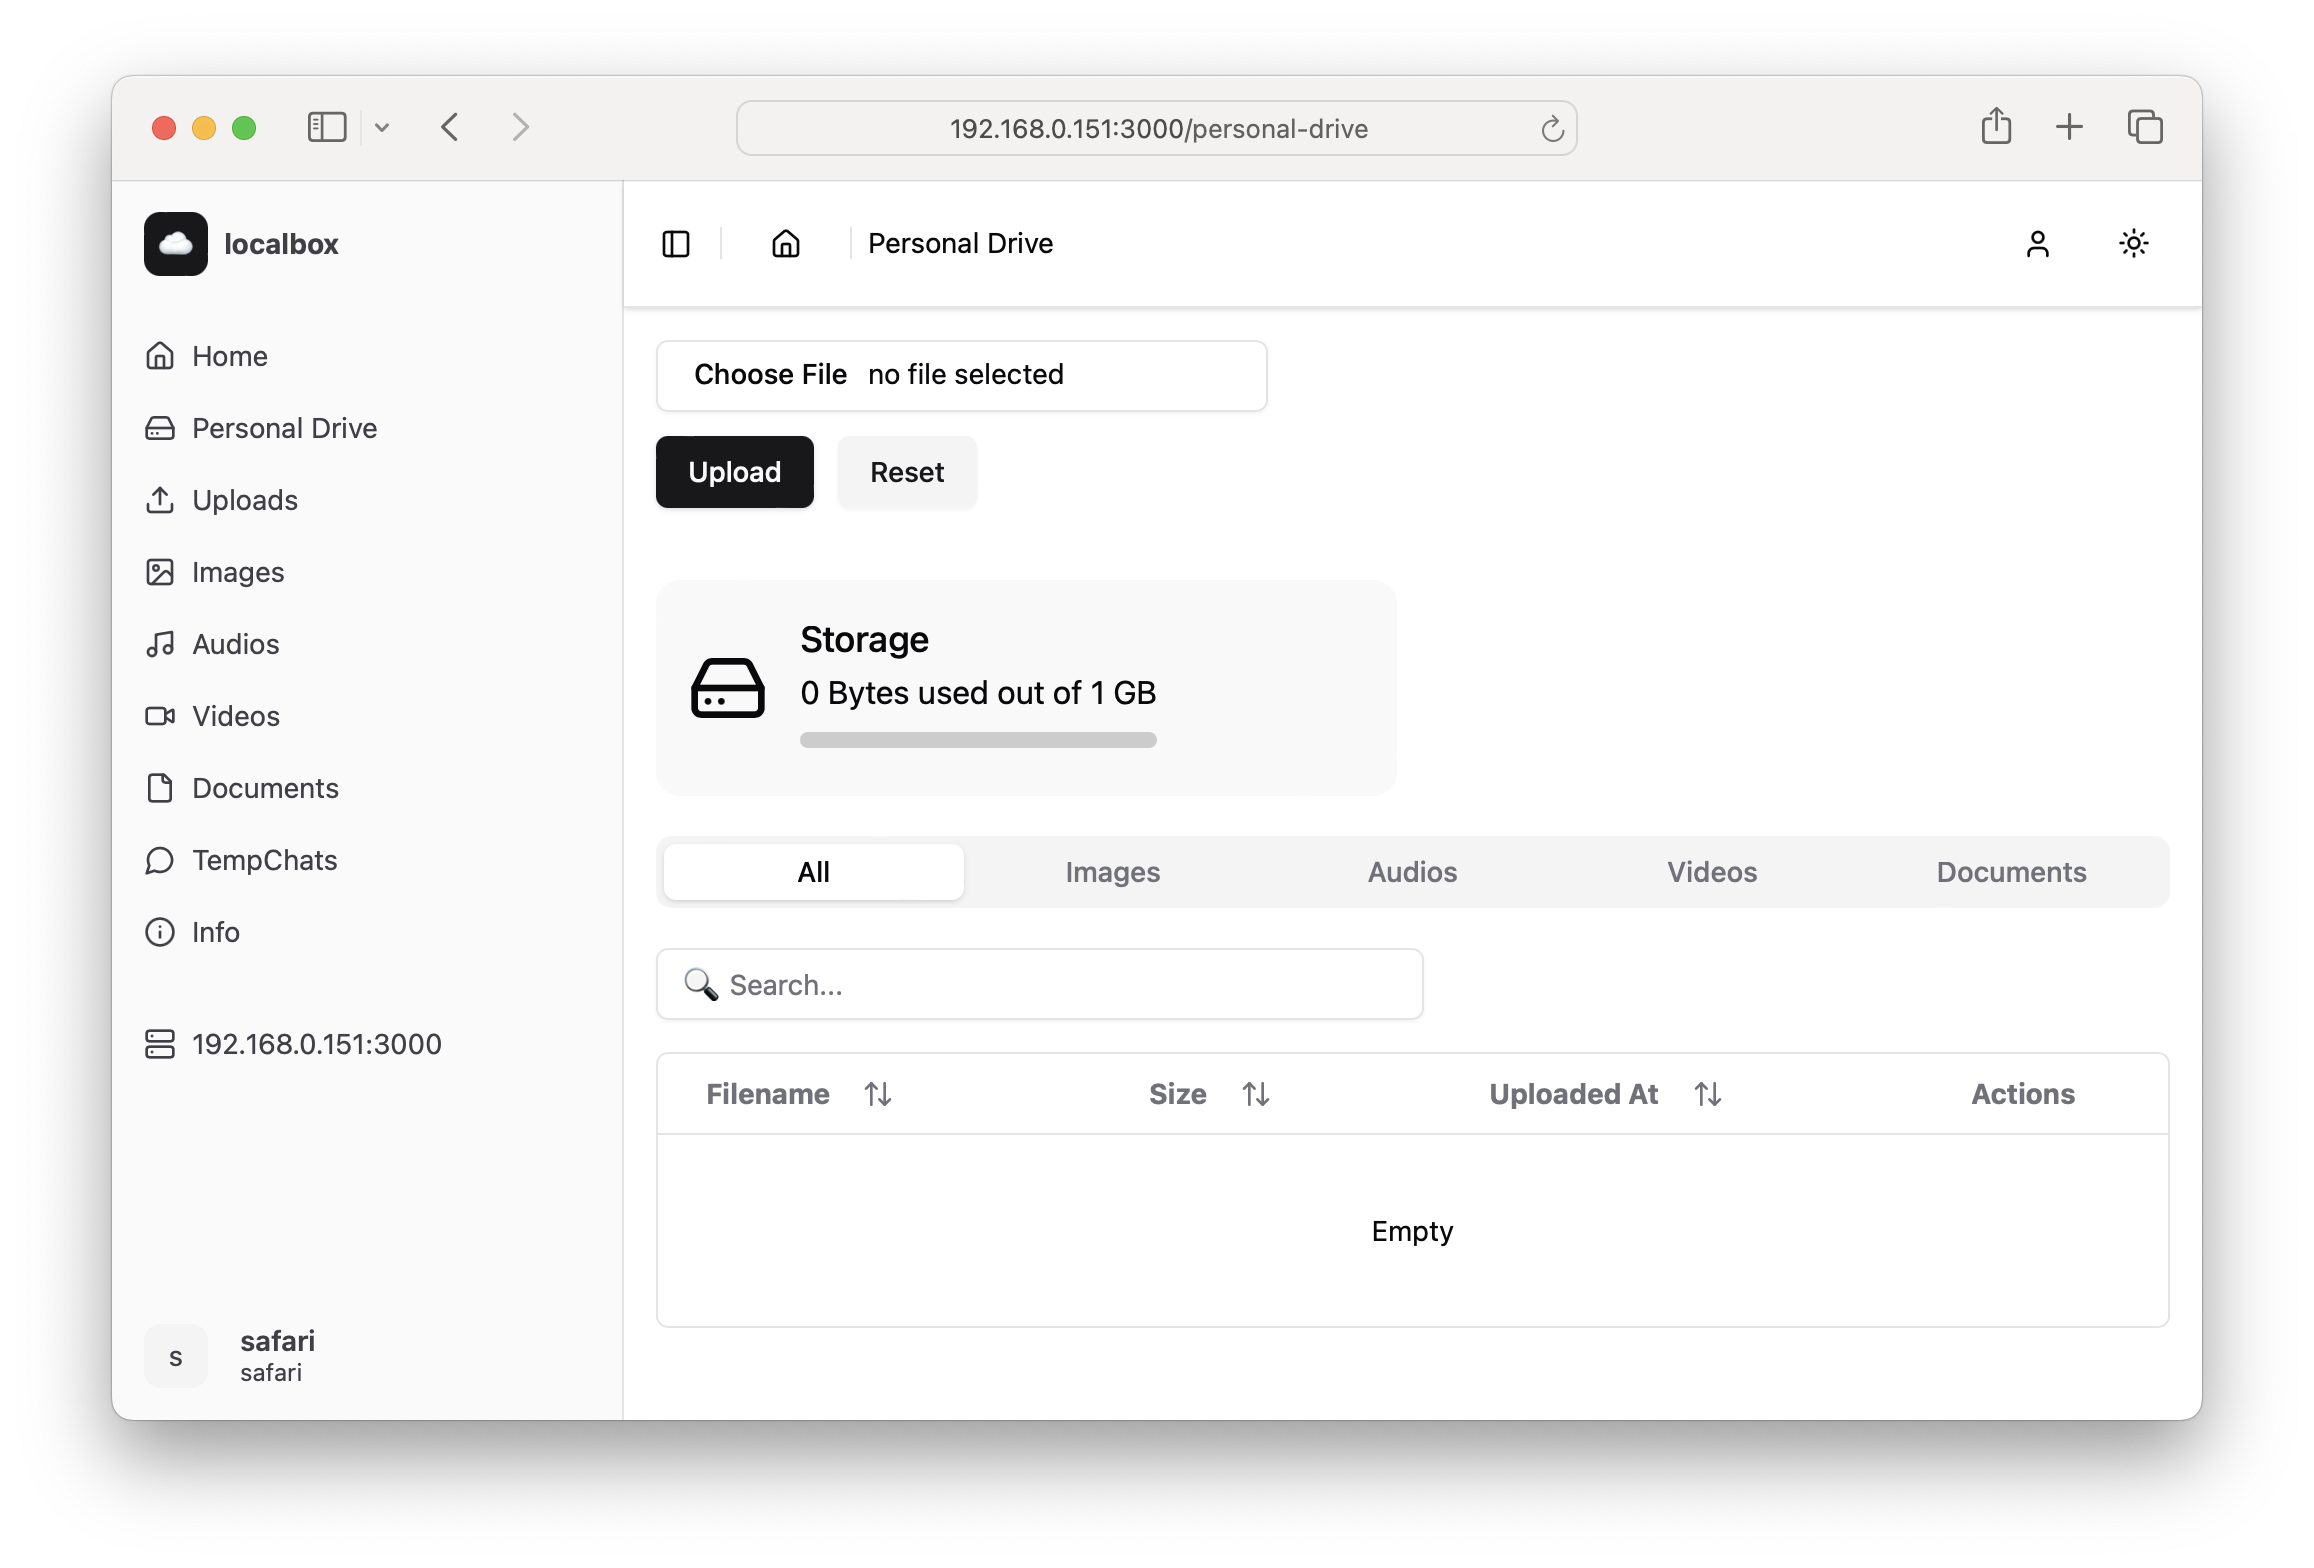 192.168.0.151:3000/personal-drive
localbox
Home
Personal Drive
Uploads
Images
Audios
Videos
Documents
TempChats
Info
192.168.0.151:3000
s
safari
safari
Personal Drive
Choose File no file selected
Upload Reset
Storage
0 Bytes used out of 1 GB
All Images Audios Videos Documents
Search...
Filename Size Uploaded At Actions
Empty